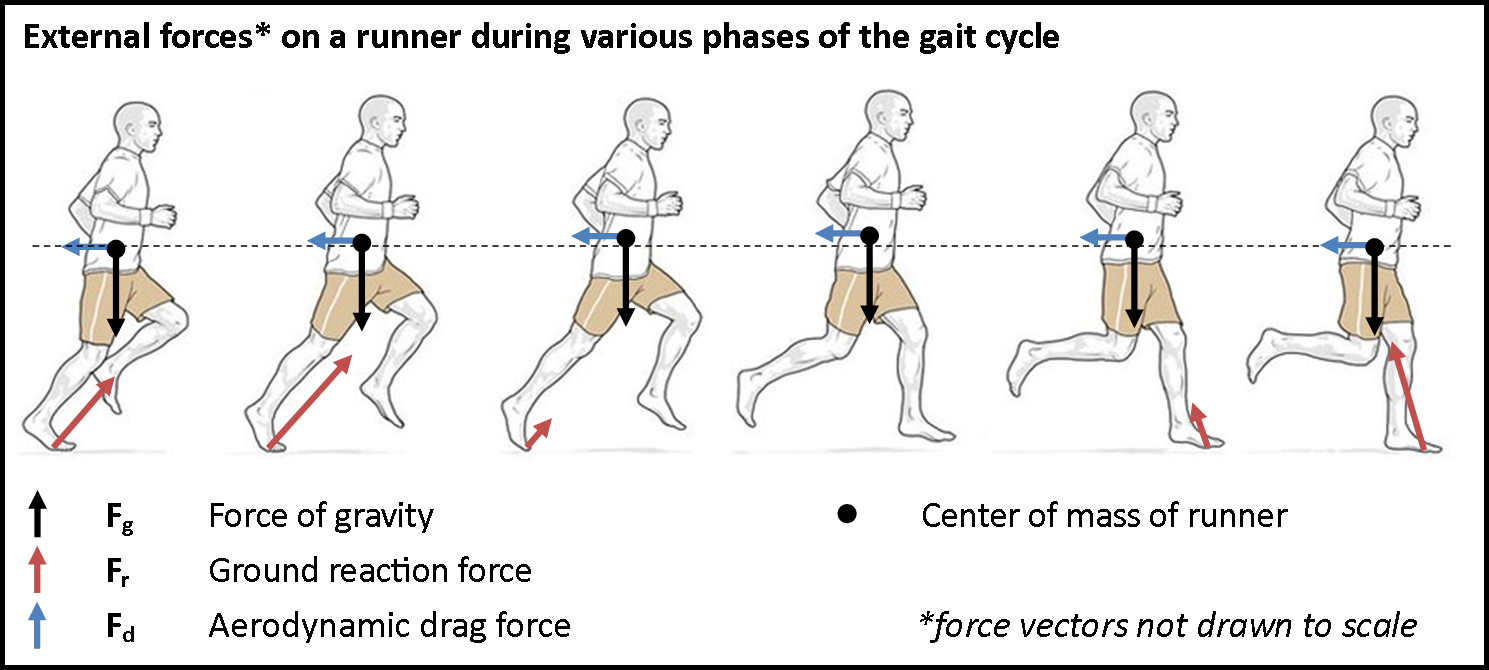 External forces* on a runner during various phases of the gait cycle
Fg Force of gravity
Center of mass of runner
Fr Ground reaction force
Fd Aerodynamic drag force
*force vectors not drawn to scale